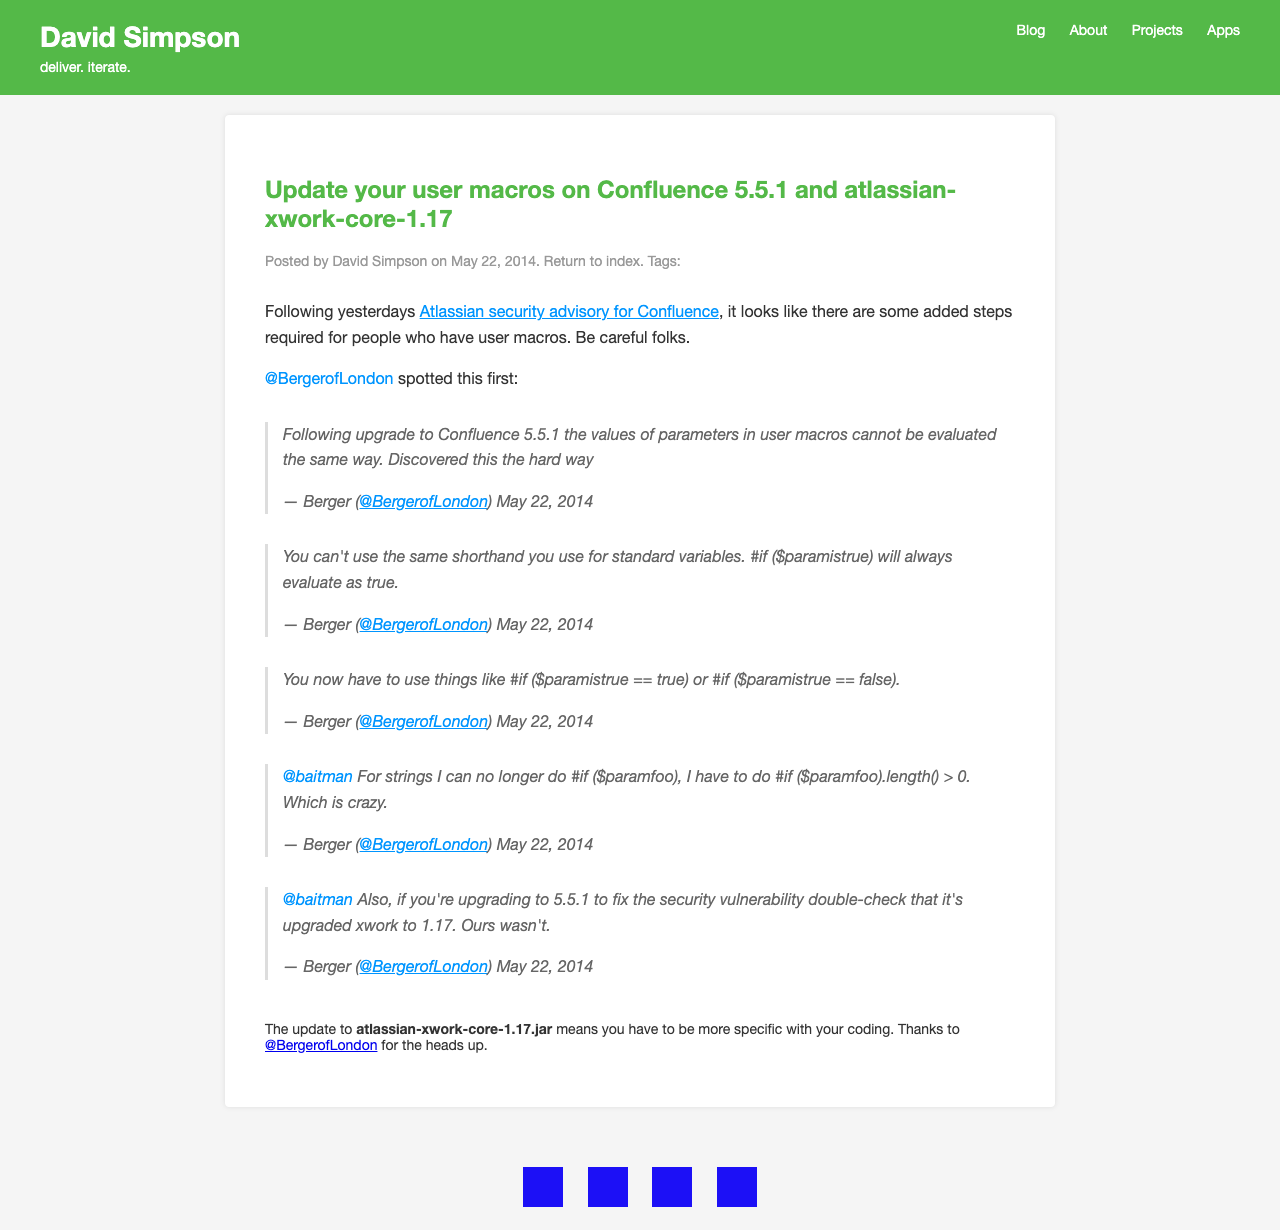 David Simpson
deliver. iterate.
Blog
About
Projects
Apps
Update your user macros on Confluence 5.5.1 and atlassian-
xwork-core-1.17
Posted by David Simpson on May 22, 2014. Return to index. Tags:
Following yesterdays Atlassian security advisory for Confluence, it looks like there are some added steps
required for people who have user macros. Be careful folks.
@BergerofLondon spotted this first:
Following upgrade to Confluence 5.5.1 the values of parameters in user macros cannot be evaluated
the same way. Discovered this the hard way
— Berger (@BergerofLondon) May 22, 2014
You can't use the same shorthand you use for standard variables. #if ($paramistrue) will always
evaluate as true.
— Berger (@BergerofLondon) May 22, 2014
You now have to use things like #if ($paramistrue == true) or #if ($paramistrue == false).
— Berger (@BergerofLondon) May 22, 2014
@baitman For strings I can no longer do #if ($paramfoo), I have to do #if ($paramfoo).length() > 0.
Which is crazy.
— Berger (@BergerofLondon) May 22, 2014
@baitman Also, if you're upgrading to 5.5.1 to fix the security vulnerability double-check that it's
upgraded xwork to 1.17. Ours wasn't.
— Berger (@BergerofLondon) May 22, 2014
The update to atlassian-xwork-core-1.17.jar means you have to be more specific with your coding. Thanks to
@BergerofLondon for the heads up.